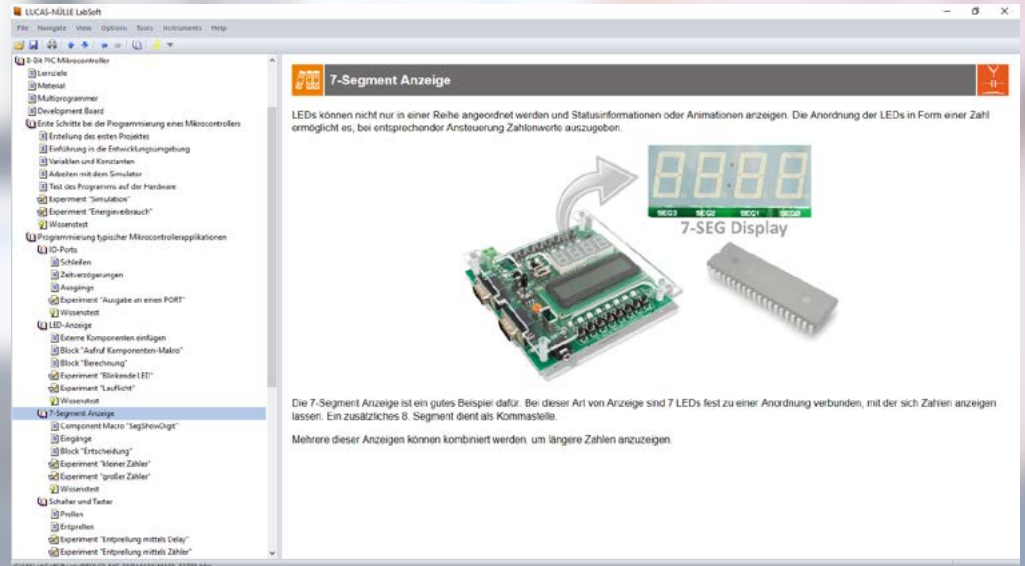 LUCAS-NÜLLE LabSoft
File Navigate View Options Tools Instruments Help
8-Bit PIC Mikrocontroller
Lernziele
Material
Multiprogrammer
Development Board
Erste Schritte bei der Programmierung eines Mikrocontrollers
Erstellung des ersten Projektes
Einführung in die Entwicklungsumgebung
Variablen und Konstanten
Arbeiten mit dem Simulator
Test des Programms auf der Hardware
Experiment "Simulation"
Experiment "Energieverbrauch"
Wissenstest
Programmierung typischer Mikrocontrollerapplikationen
IO-Ports
Schleifen
Zeitverzögerungen
Ausgänge
Experiment "Ausgabe an einen PORT"
Wissenstest
LED-Anzeige
Externe Komponenten einfügen
Block "Aufruf Komponenten-Makro"
Block "Berechnung"
Experiment "Blinkende LED"
Experiment "Lauflicht"
Wissenstest
7-Segment Anzeige
Component Macro "SegShowDigit"
Eingänge
Block "Entscheidung"
Experiment "kleiner Zähler"
Experiment "großer Zähler"
Wissenstest
Schalter und Taster
Prellen
Entprellen
Experiment "Entprellung mittels Delay"
Experiment "Entprellung mittels Zähler"
7-Segment Anzeige
LEDs können nicht nur in einer Reihe angeordnet werden und Statusinformationen oder Animationen anzeigen. Die Anordnung der LEDs in Form einer Zahl
ermöglicht es, bei entsprechender Ansteuerung Zahlenwerte auszugeben.
SEG3 SEG2 SEG1 SEG0
7-SEG Display
Die 7-Segment Anzeige ist ein gutes Beispiel dafür. Bei dieser Art von Anzeige sind 7 LEDs fest zu einer Anordnung verbunden, mit der sich Zahlen anzeigen
lassen. Ein zusätzliches 8. Segment dient als Kommastelle.
Mehrere dieser Anzeigen können kombiniert werden, um längere Zahlen anzuzeigen.